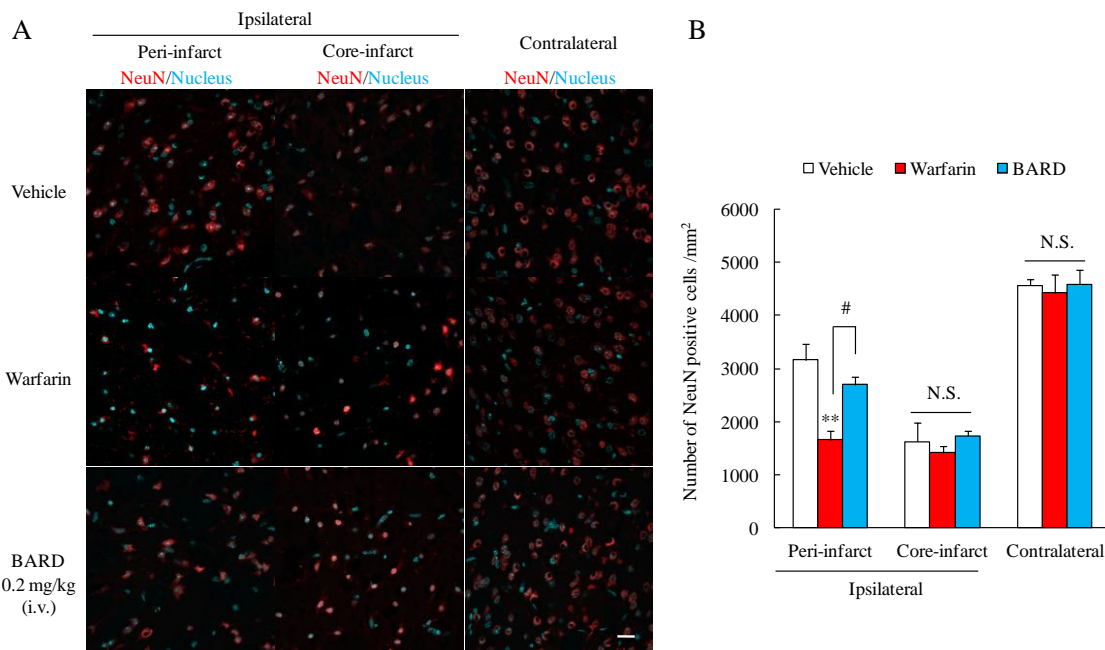 A
Ipsilateral
Peri-infarct
Core-infarct
Contralateral
NeuN/Nucleus
NeuN/Nucleus
NeuN/Nucleus
Vehicle
Warfarin
BARD
0.2 mg/kg
(i.v.)
B
Vehicle Warfarin BARD
Number of NeuN positive cells /mm²
6000
5000
4000
3000
2000
1000
0
**
#
N.S.
N.S.
Peri-infarct
Core-infarct
Contralateral
Ipsilateral